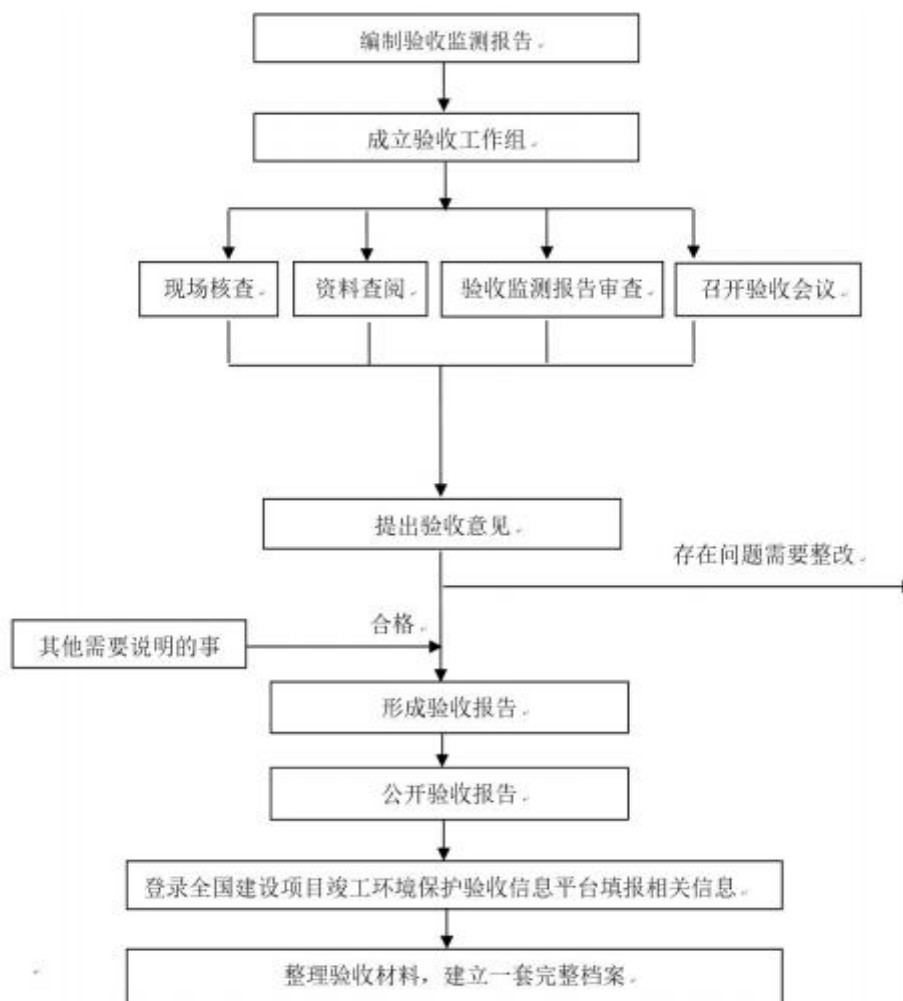 编制验收监测报告
成立验收工作组
现场核查
资料查阅
验收监测报告审查
召开验收会议
提出验收意见
存在问题需要整改
合格
其他需要说明的事
形成验收报告
公开验收报告
登录全国建设项目竣工环境保护验收信息平台填报相关信息
整理验收材料，建立一套完整档案